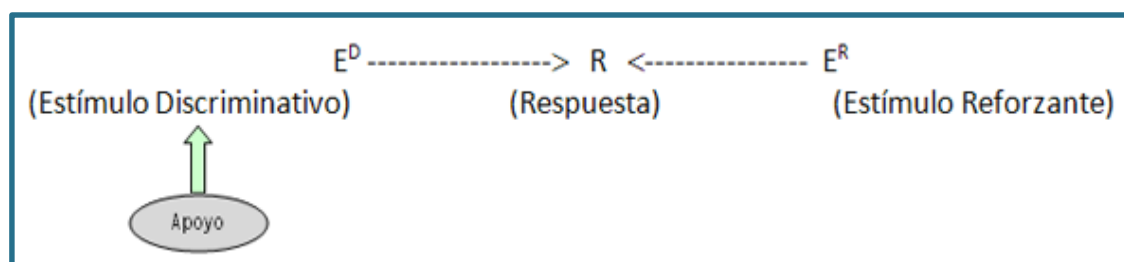 E^D ------------------> R <---------------- E^R
(Estímulo Discriminativo) (Respuesta) (Estímulo Reforzante)
Apoyo